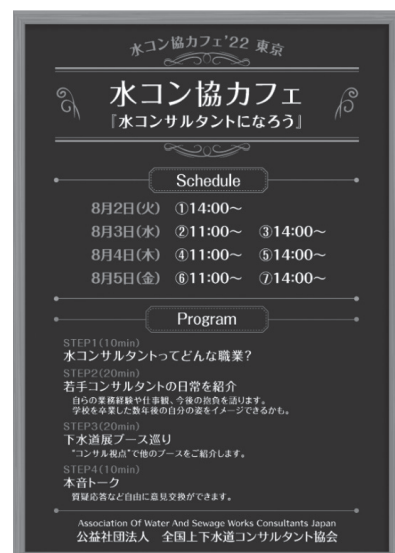 水コン協カフェ'22 東京
水コン協カフェ
『水コンサルタントになろう』
Schedule
8月2日(火) ①14:00～
8月3日(水) ②11:00～ ③14:00～
8月4日(木) ④11:00～ ⑤14:00～
8月5日(金) ⑥11:00～ ⑦14:00～
Program
STEP1(10min)
水コンサルタントってどんな職業?
STEP2(20min)
若手コンサルタントの日常を紹介
自らの業務経験や仕事観、今後の抱負を語ります。
学校を卒業した数年後の自分の姿をイメージできるかも。
STEP3(20min)
下水道展ブース巡り
"コンサル視点"で他のブースをご紹介します。
STEP4(10min)
本音トーク
質疑応答など自由に意見交換ができます。
Association Of Water And Sewage Works Consultants Japan
公益社団法人 全国上下水道コンサルタント協会